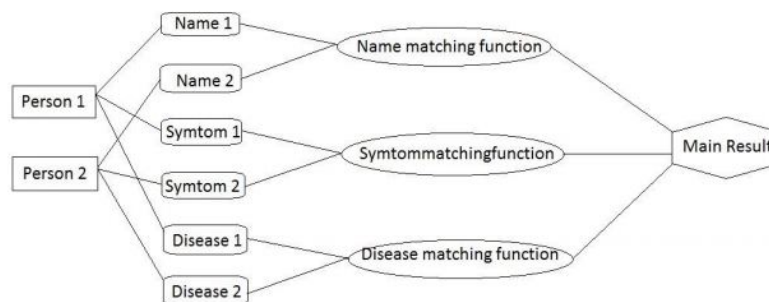 Name 1
Name matching function
Name 2
Person 1
Symtom 1
Symtommatchingfunction
Main Result
Person 2
Symtom 2
Disease 1
Disease matching function
Disease 2